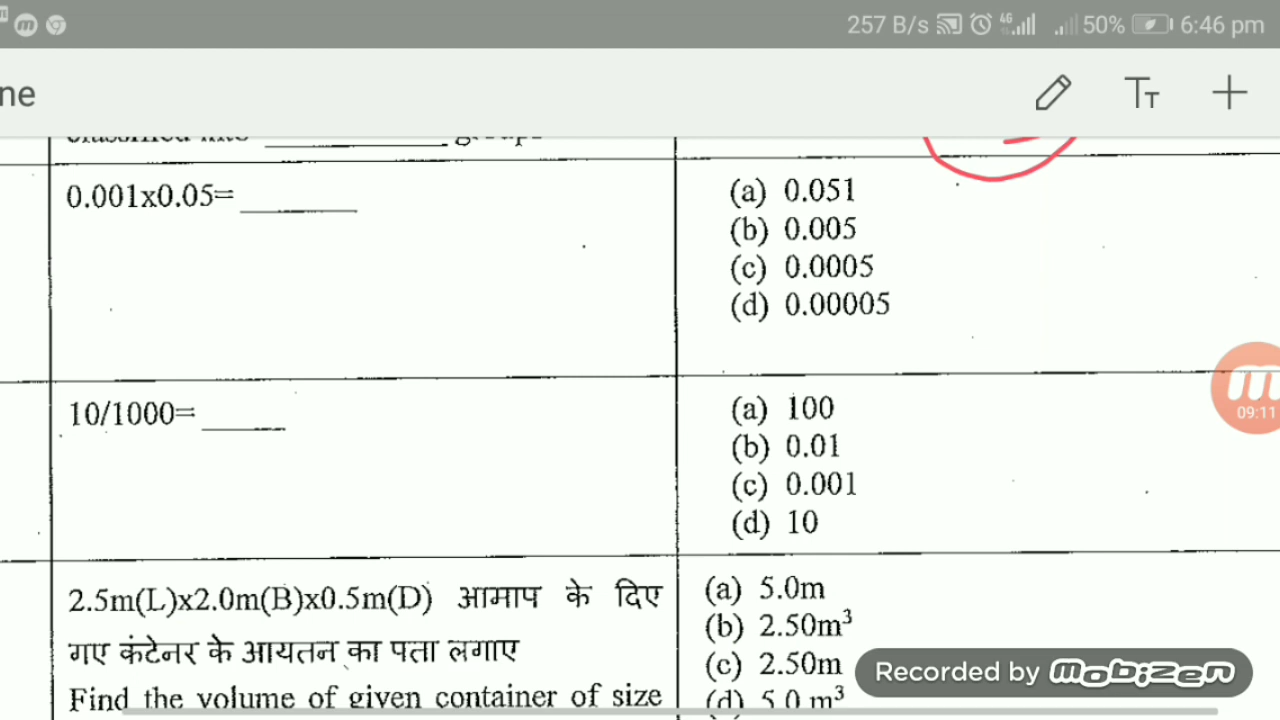 257 B/s 4G 50% 6:46 pm
ne
TT
0.001x0.05= ______
(a) 0.051
(b) 0.005
(c) 0.0005
(d) 0.00005
10/1000= ____
(a) 100
(b) 0.01
(c) 0.001
(d) 10
09:11
2.5m(L)x2.0m(B)x0.5m(D) आमाप के दिए
गए कंटेनर के आयतन का पता लगाए
Find the volume of given container of size
(a) 5.0m
(b) 2.50m³
(c) 2.50m
(d) 5.0 m³
Recorded by Mobizen